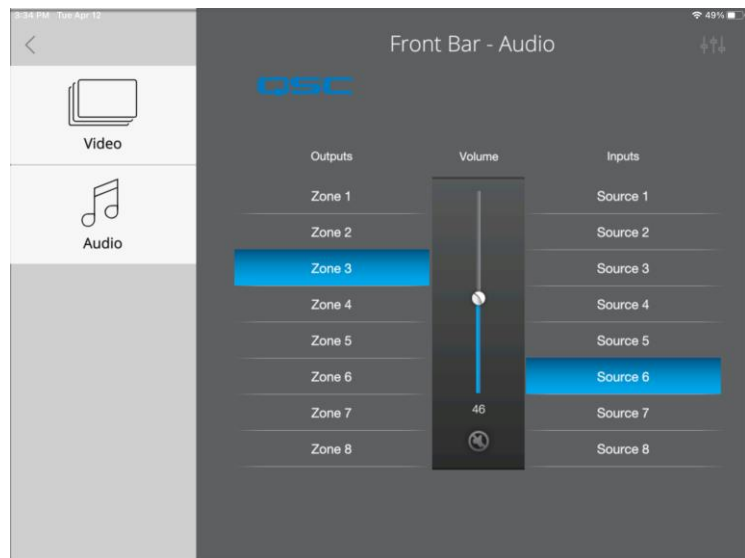 3:34 PM Tue Apr 12
49%
Front Bar - Audio
QSC
Video
Audio
Outputs
Volume
Inputs
Zone 1
Source 1
Zone 2
Source 2
Zone 3
Source 3
Zone 4
Source 4
Zone 5
Source 5
Zone 6
Source 6
Zone 7
46
Source 7
Zone 8
Source 8